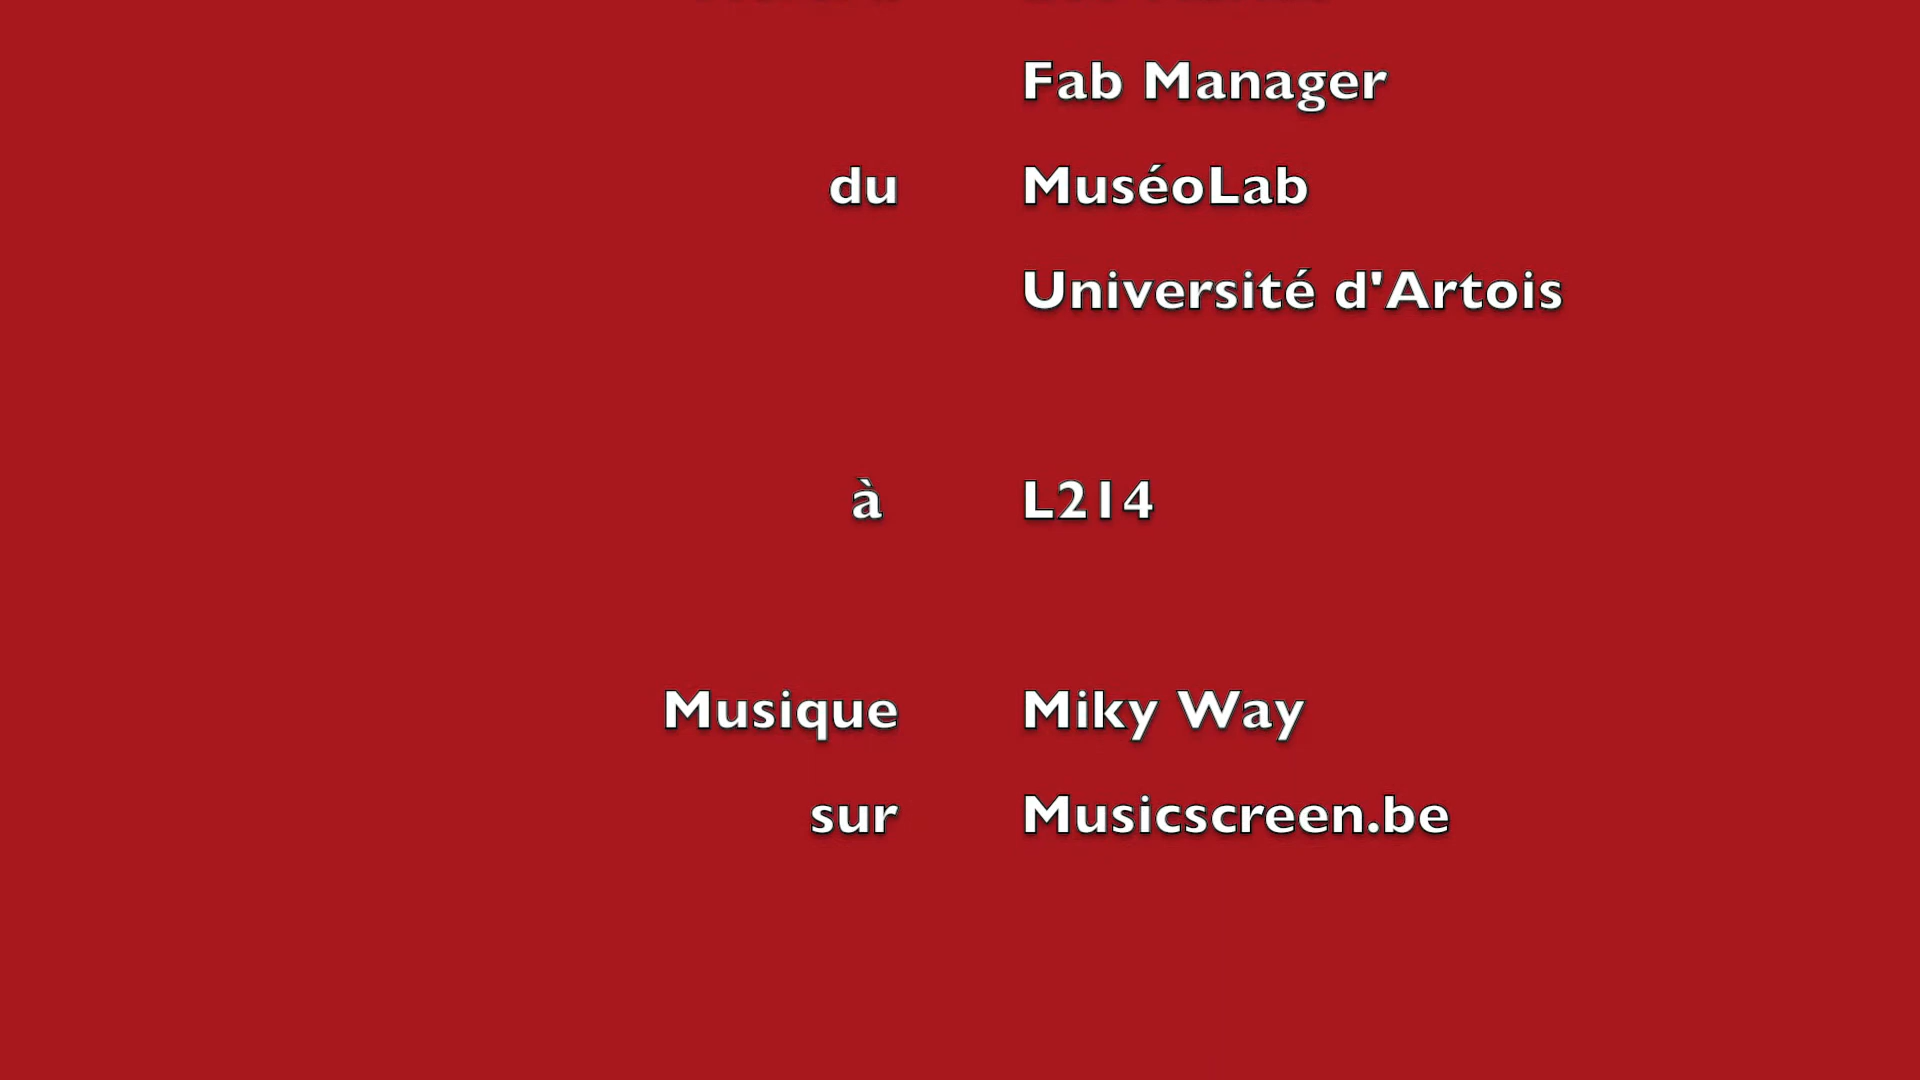 Fab Manager
du MuséoLab
Université d'Artois
à L214
Musique Miky Way
sur Musicscreen.be